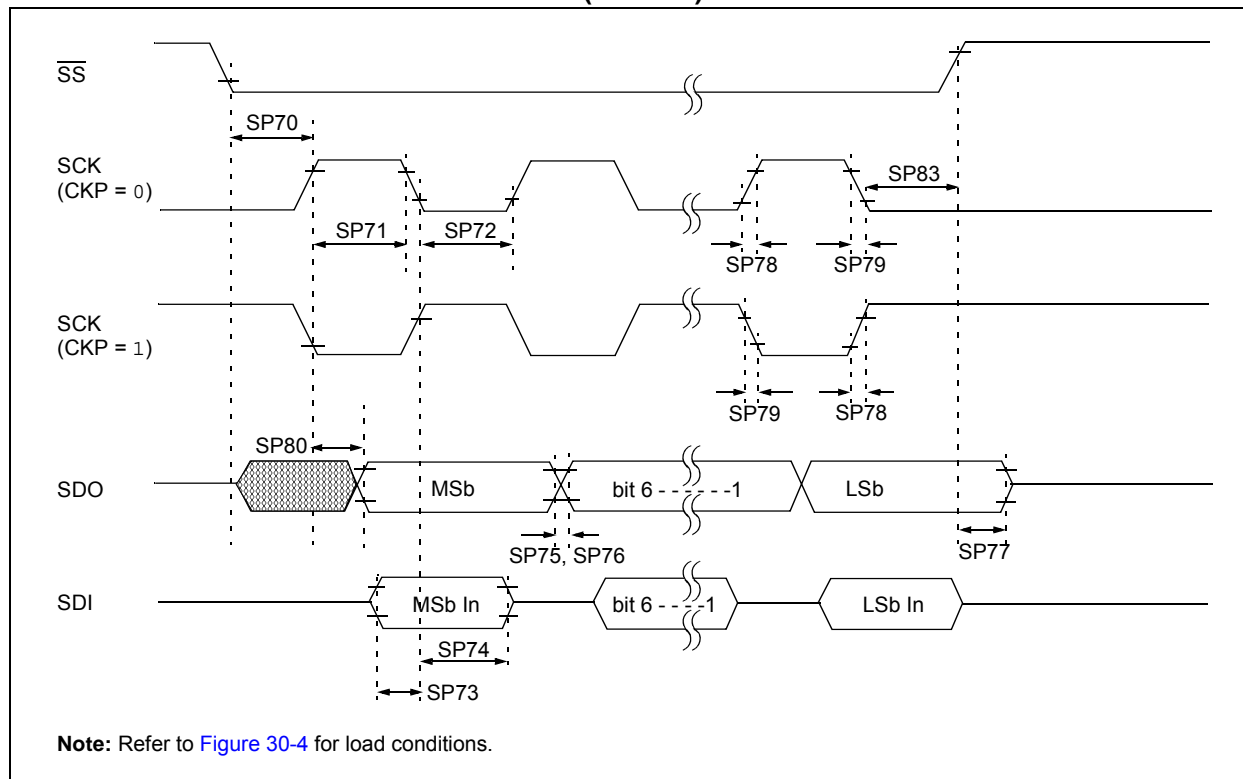 SS
SP70
SCK
(CKP = 0)
SP83
SP71
SP72
SP78
SP79
SCK
(CKP = 1)
SP79
SP78
SP80
SDO
MSb
bit 6 - - - - - -1
LSb
SP75, SP76
SP77
SDI
MSb In
bit 6 - - - -1
LSb In
SP74
SP73
Note: Refer to Figure 30-4 for load conditions.